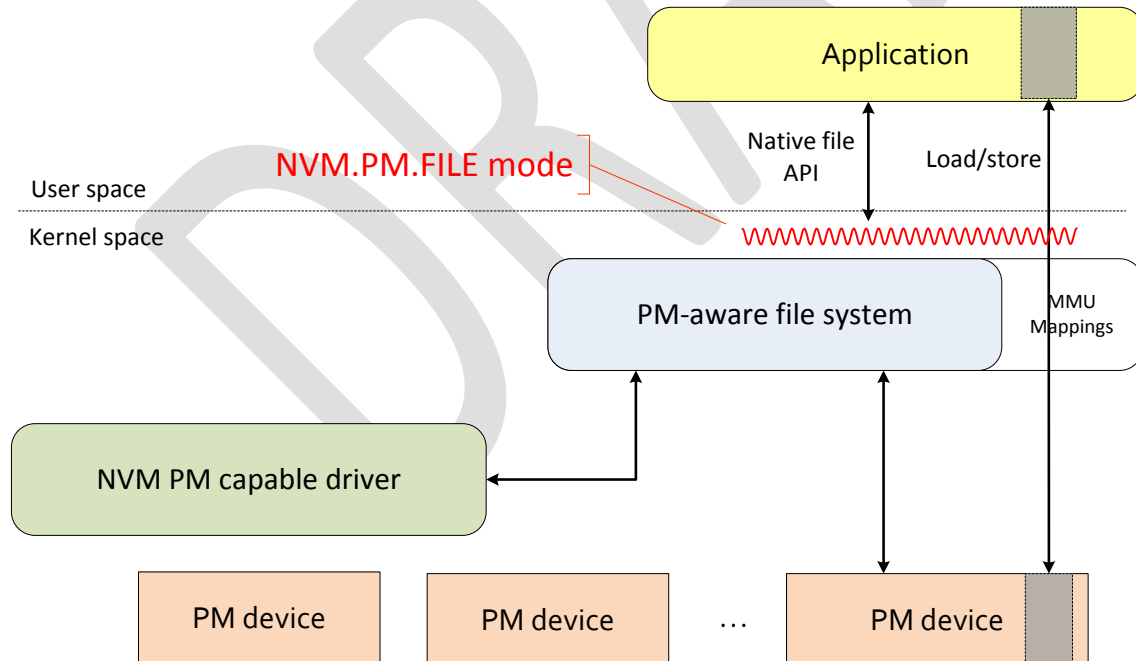 Application
Native file
API
Load/store
NVM.PM.FILE mode
User space
Kernel space
PM-aware file system
MMU
Mappings
NVM PM capable driver
PM device
PM device
...
PM device